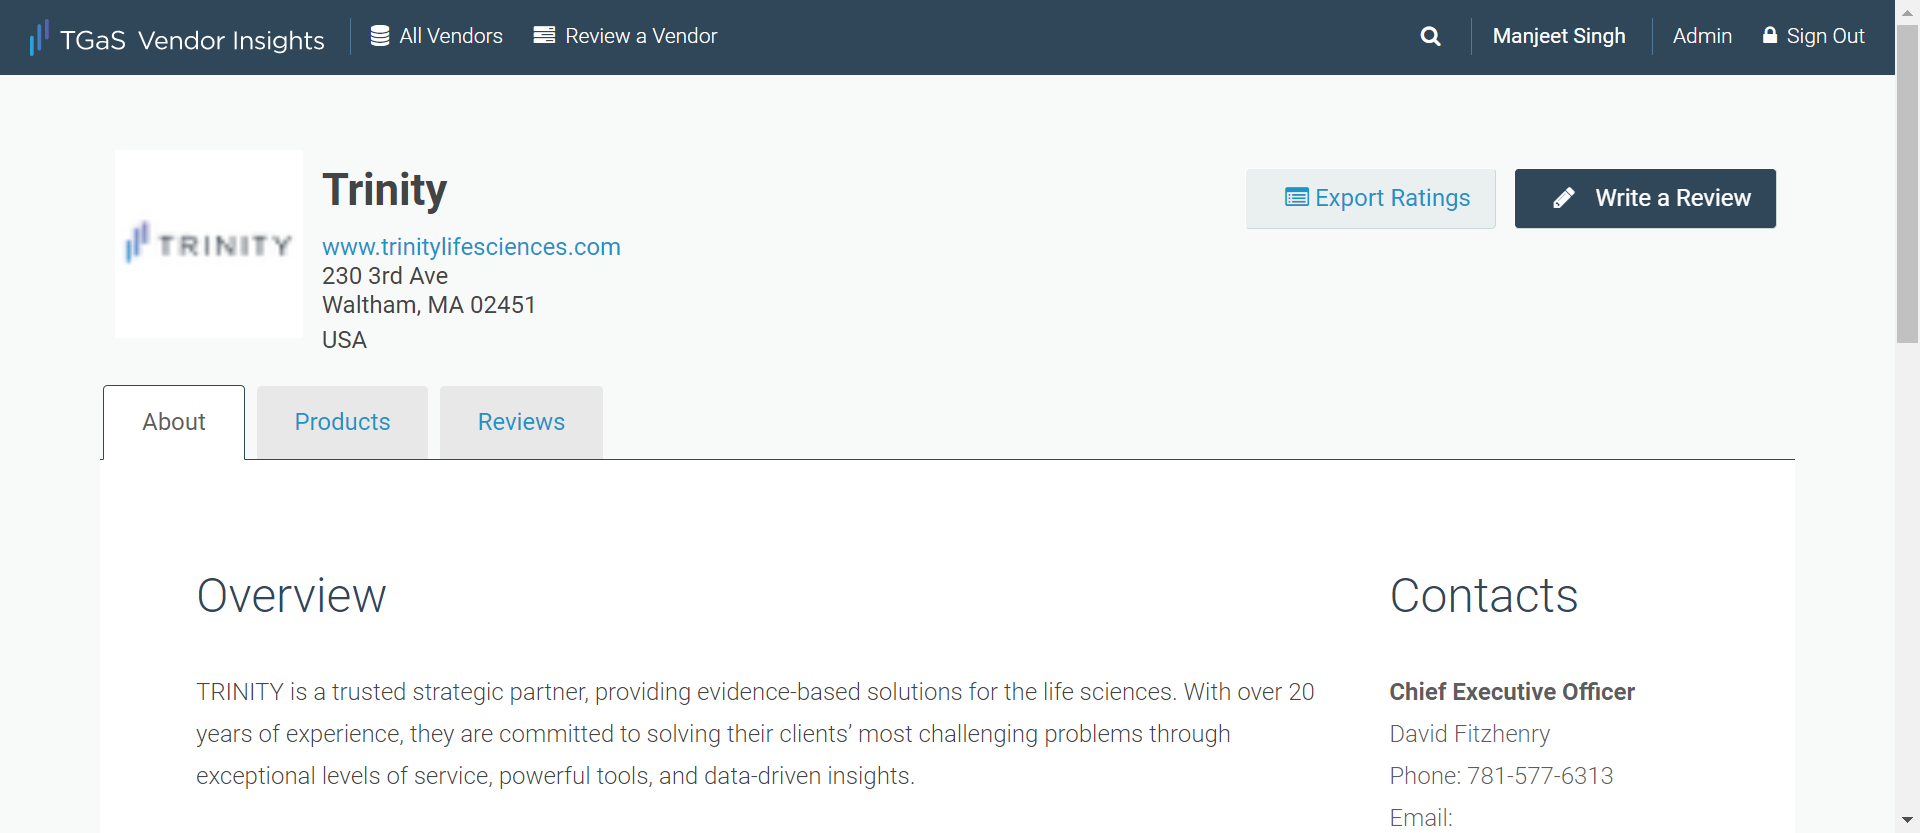 TGaS Vendor Insights
All Vendors
Review a Vendor
Manjeet Singh
Admin
Sign Out
TRINITY
Trinity
www.trinitylifesciences.com
230 3rd Ave
Waltham, MA 02451
USA
Export Ratings
Write a Review
About
Products
Reviews
Overview
TRINITY is a trusted strategic partner, providing evidence-based solutions for the life sciences. With over 20
years of experience, they are committed to solving their clients’ most challenging problems through
exceptional levels of service, powerful tools, and data-driven insights.
Contacts
Chief Executive Officer
David Fitzhenry
Phone: 781-577-6313
Email: